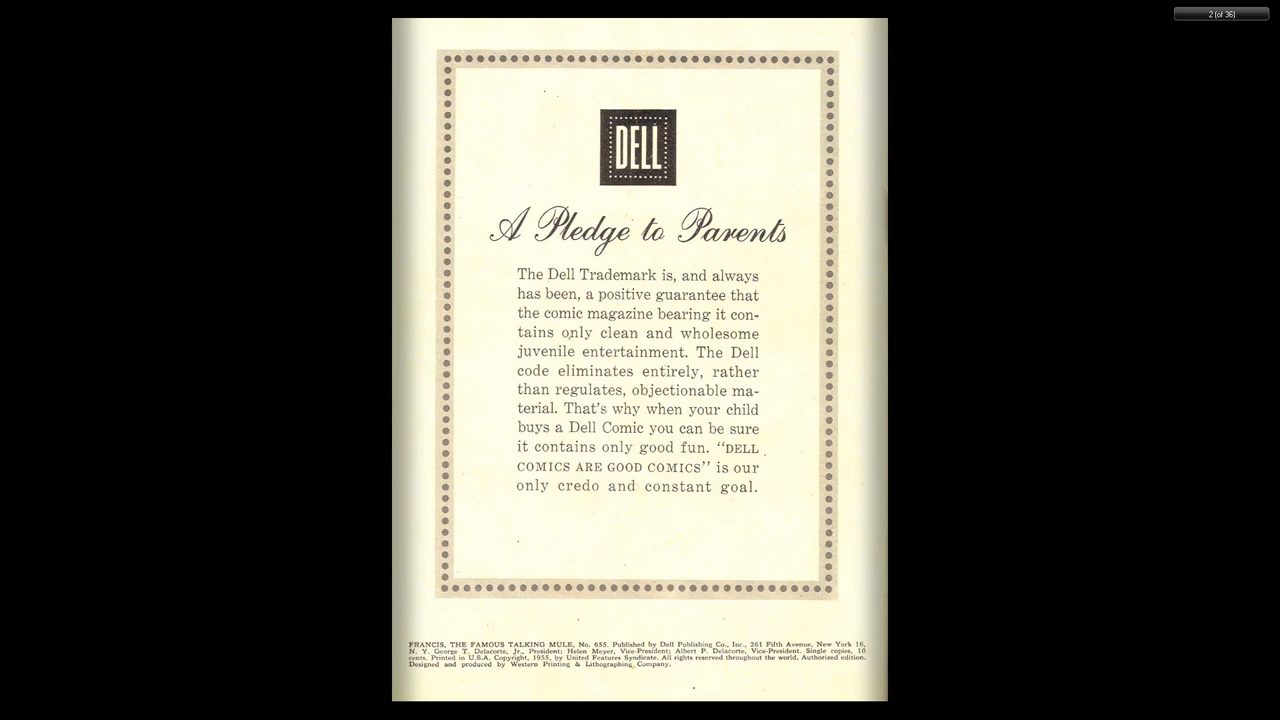 2 (of 36)
DELL
A Pledge to Parents
The Dell Trademark is, and always
has been, a positive guarantee that
the comic magazine bearing it con-
tains only clean and wholesome
juvenile entertainment. The Dell
code eliminates entirely, rather
than regulates, objectionable ma-
terial. That's why when your child
buys a Dell Comic you can be sure
it contains only good fun. "DELL
COMICS ARE GOOD COMICS" is our
only credo and constant goal.
FRANCIS, THE FAMOUS TALKING MULE, No. 655. Published by Dell Publishing Co., Inc., 261 Fifth Avenue, New York 16,
N. Y. George T. Delacorte, Jr., President; Helen Meyer, Vice-President; Albert P. Delacorte, Vice-President. Single copies, 10
cents. Printed in U.S.A. Copyright, 1955, by United Features Syndicate. All rights reserved throughout the world. Authorized edition.
Designed and produced by Western Printing & Lithographing Company.